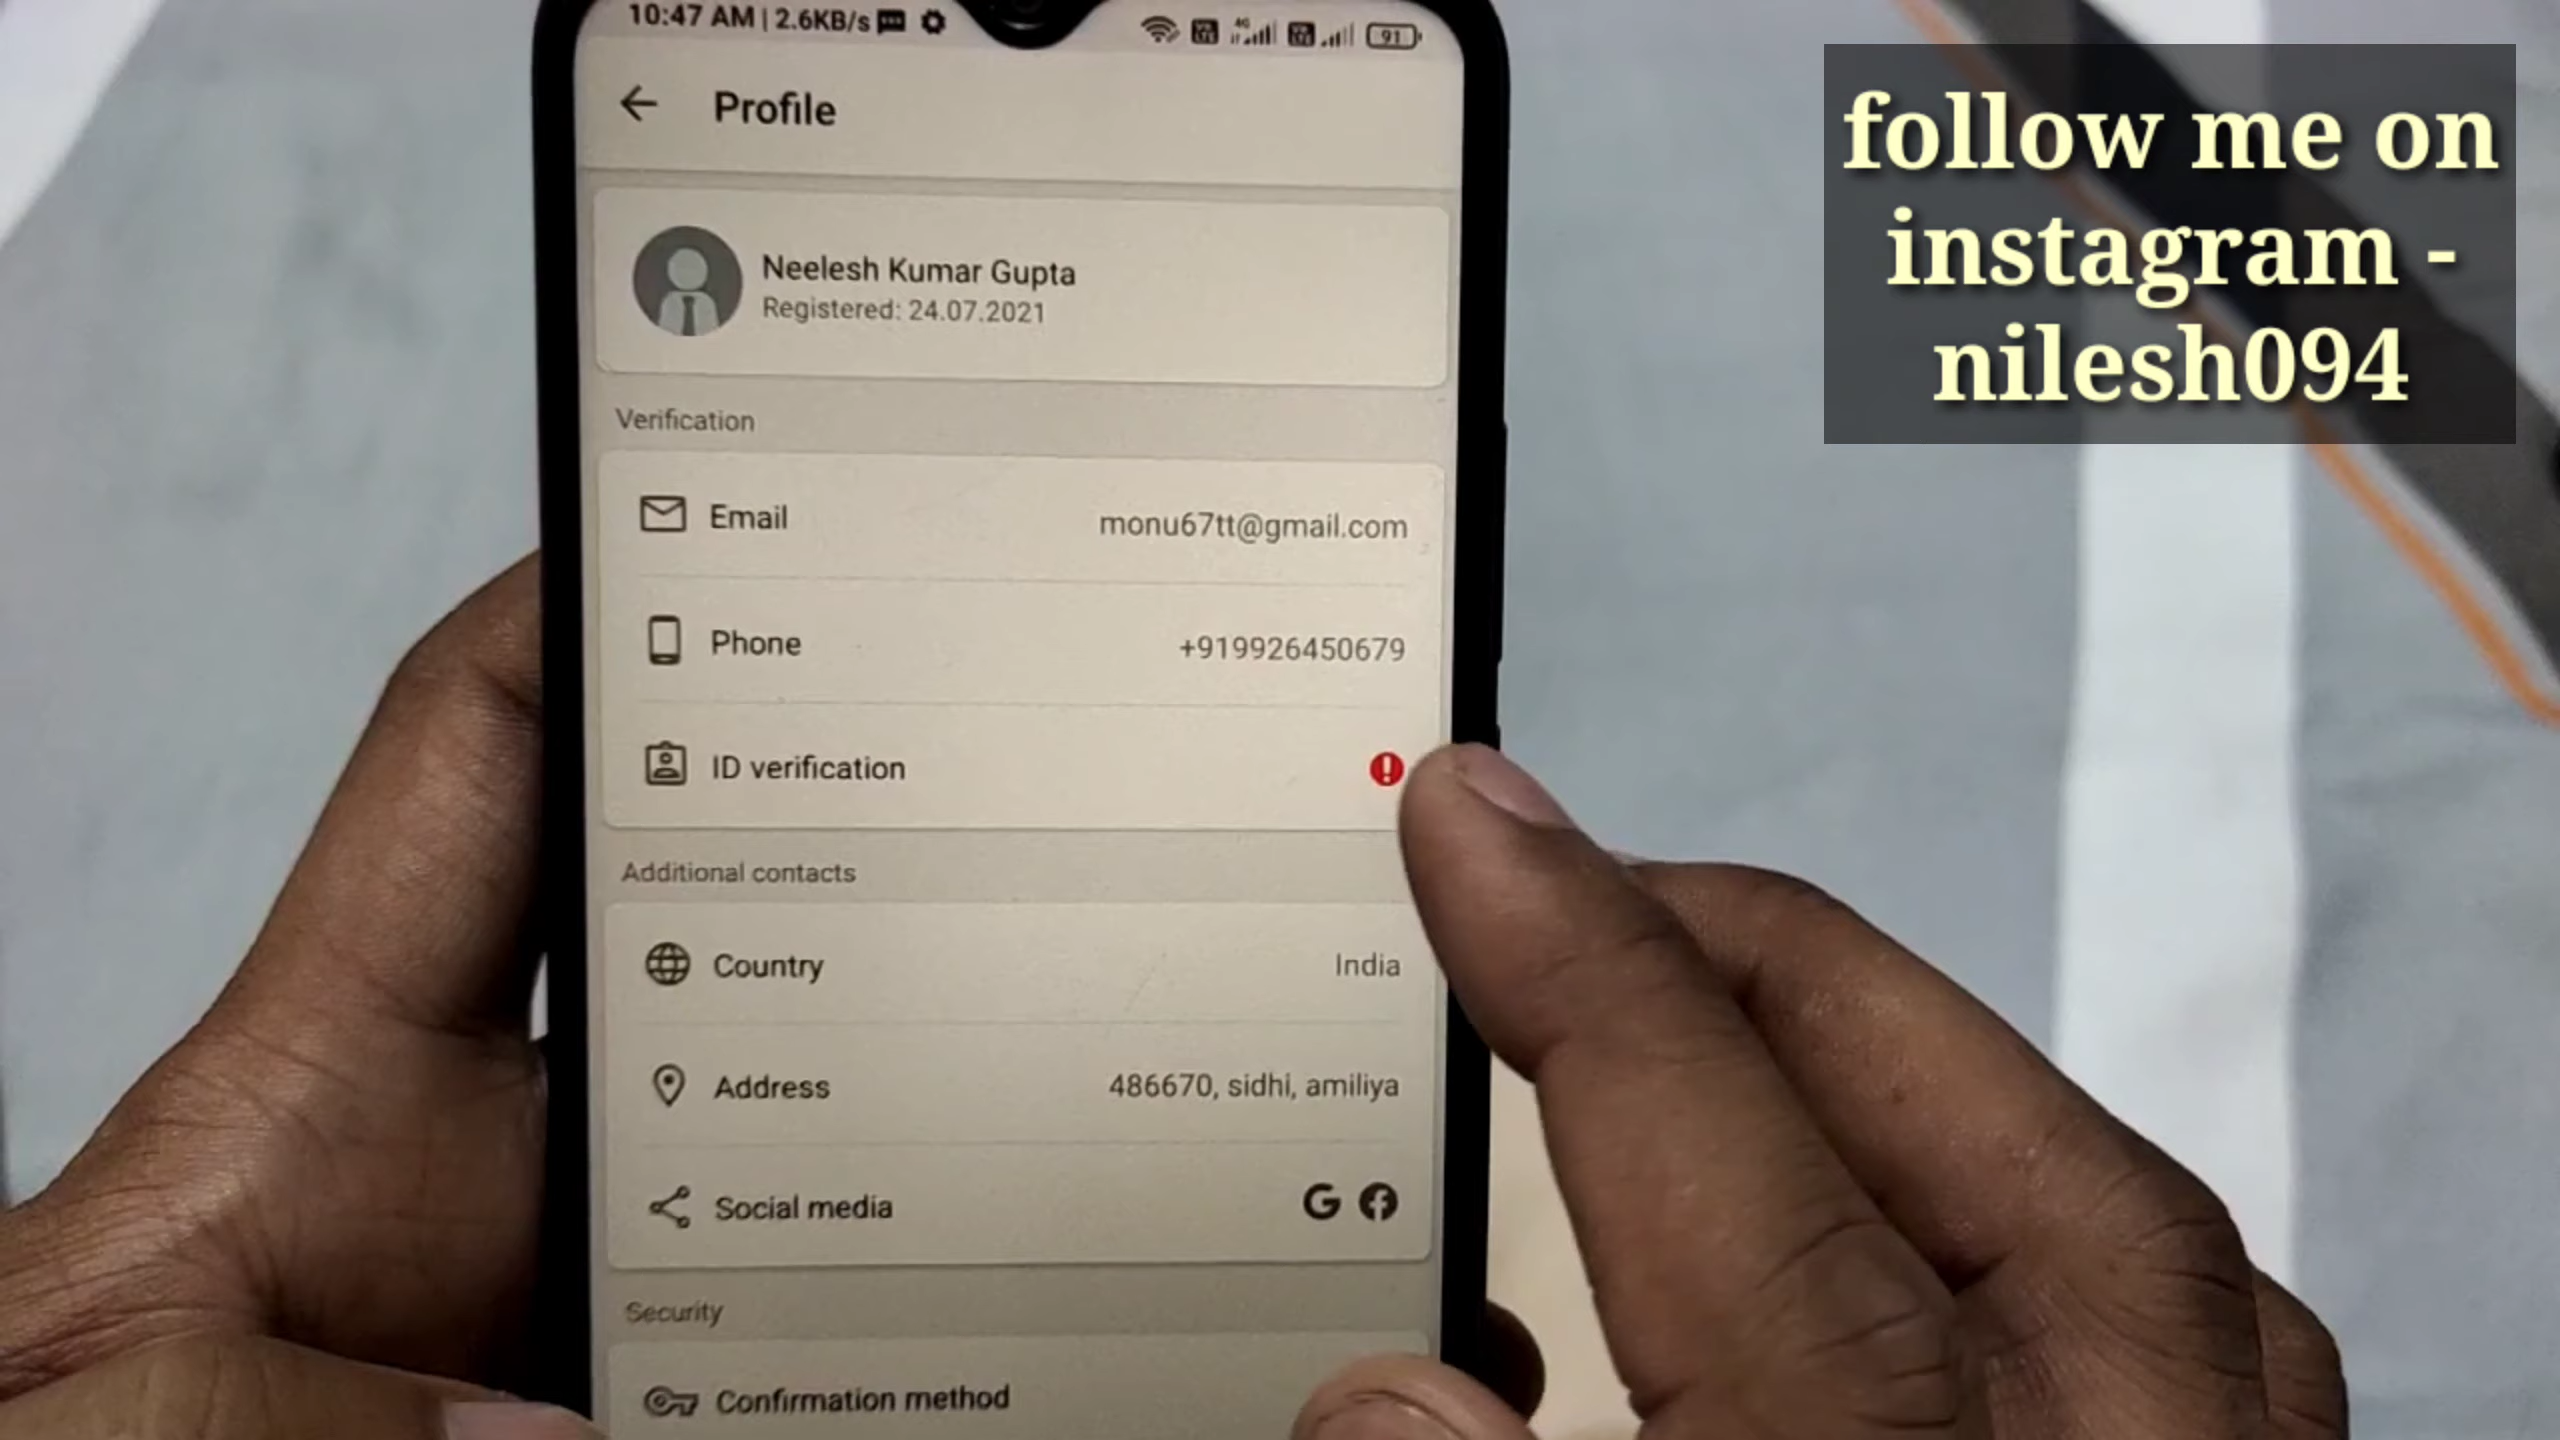 10:47 AM | 2.6KB/s
4G
91
Profile
Neelesh Kumar Gupta
Registered: 24.07.2021
Verification
Email monu67tt@gmail.com
Phone +919926450679
ID verification
Additional contacts
Country India
Address 486670, sidhi, amiliya
Social media
Security
Confirmation method
follow me on
instagram -
nilesh094